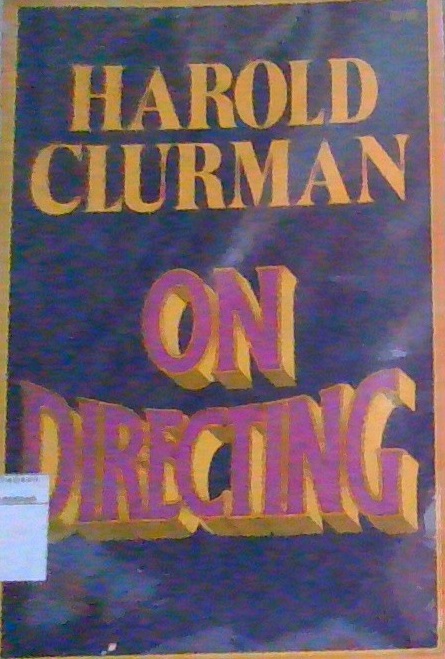 HAROLD
CLURMAN
ON
DIRECTING